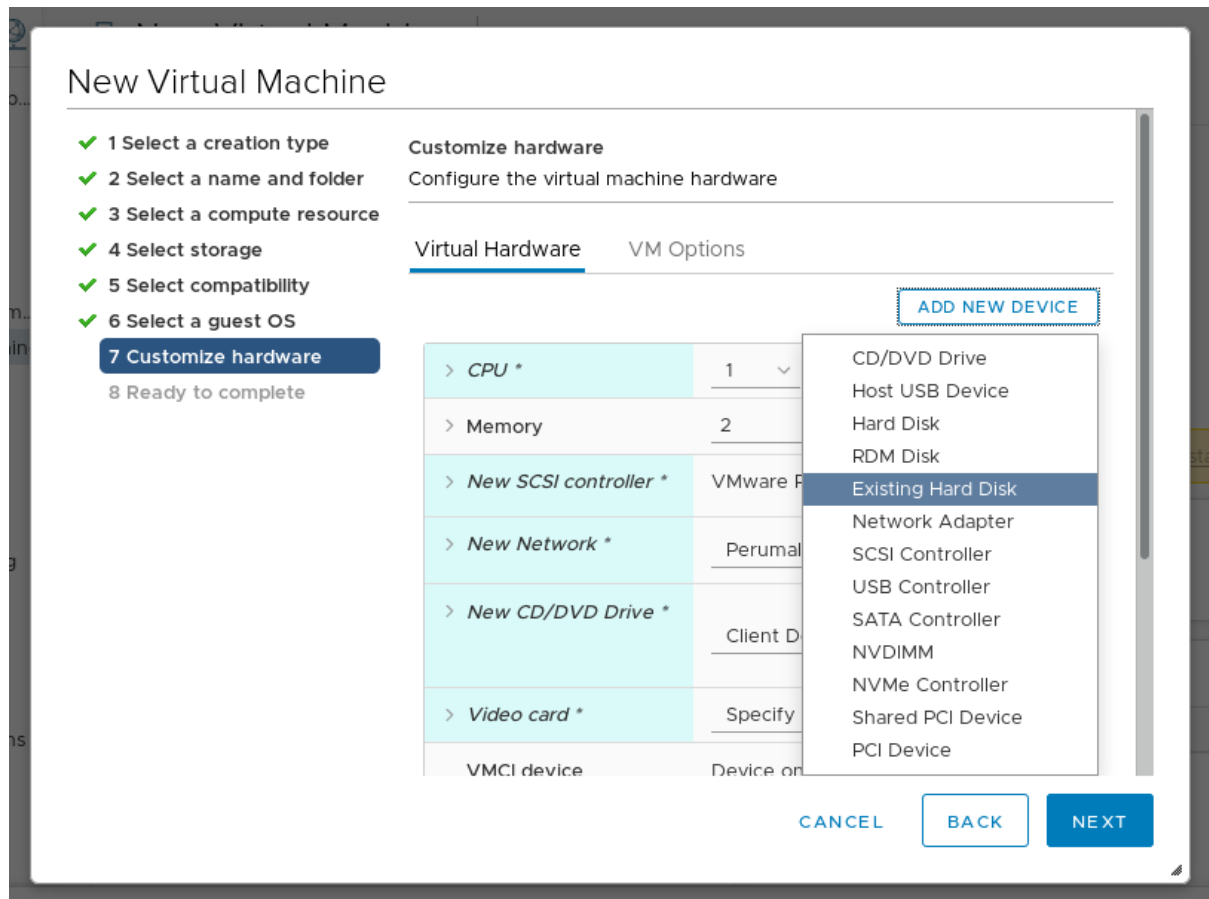 New Virtual Machine
1 Select a creation type
2 Select a name and folder
3 Select a compute resource
4 Select storage
5 Select compatibility
6 Select a guest OS
7 Customize hardware
8 Ready to complete
Customize hardware
Configure the virtual machine hardware
Virtual Hardware VM Options
ADD NEW DEVICE
CPU * 1
Memory 2
New SCSI controller * VMware
New Network * Perumal
New CD/DVD Drive * Client
Video card * Specify
VMCI device Device
CD/DVD Drive
Host USB Device
Hard Disk
RDM Disk
Existing Hard Disk
Network Adapter
SCSI Controller
USB Controller
SATA Controller
NVDIMM
NVMe Controller
Shared PCI Device
PCI Device
CANCEL BACK NEXT